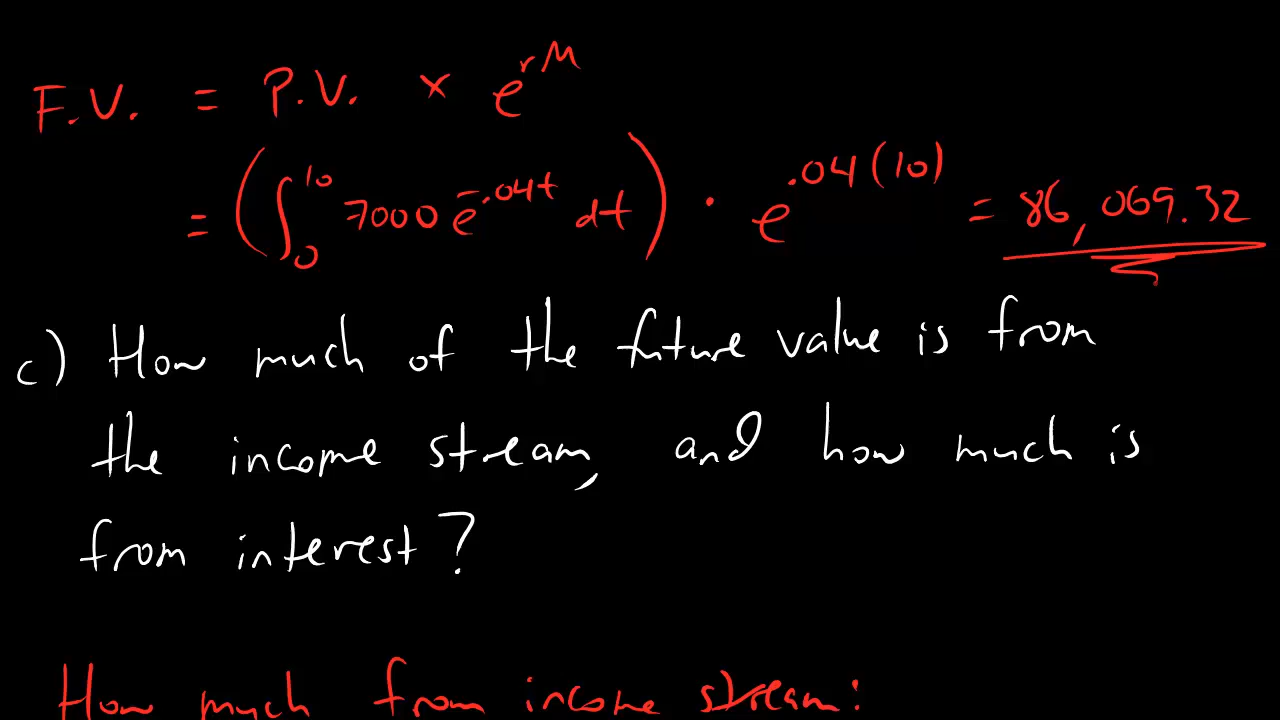 F.V. = P.V. × e^{rM}
= (∫_0^{10} 7000 e^{-.04t} dt) · e^{.04(10)} = 86,069.32
c) How much of the future value is from
the income stream, and how much is
from interest?
How much from income stream: